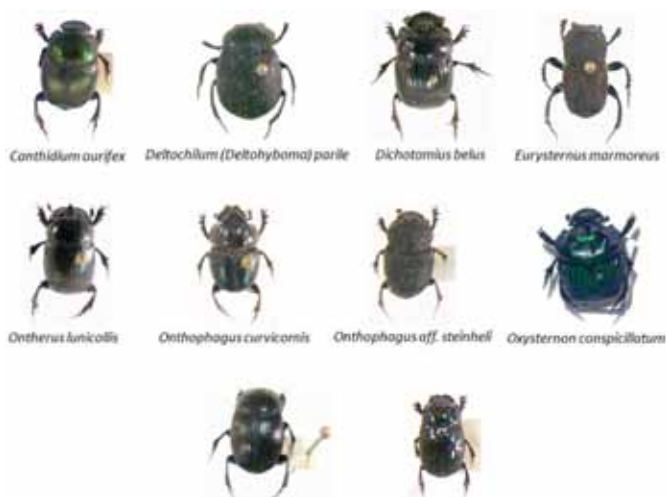 Canthidium aurifex
Deltochilum (Deltohyboma) parile
Dichotomius belus
Eurysternus marmoreus
Ontherus lunicollis
Onthophagus curvicornis
Onthophagus aff. steinheli
Oxysternon conspicillatum